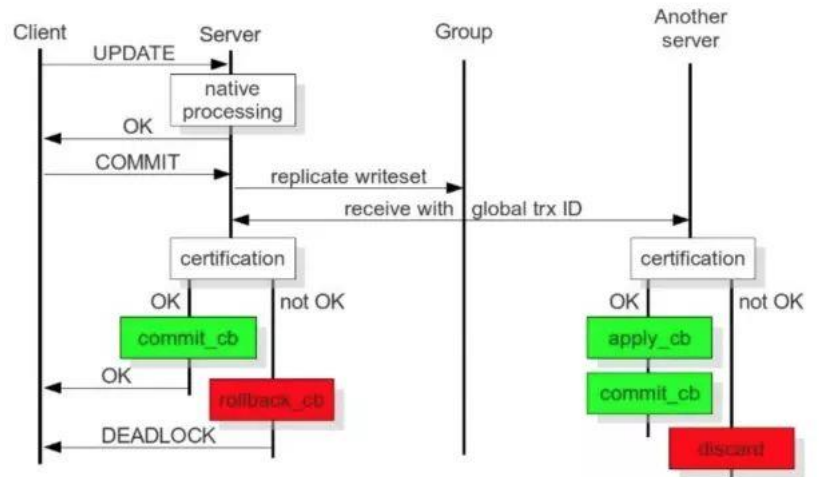 Client
Server
Group
Another
server
UPDATE
native
processing
OK
COMMIT
replicate writeset
receive with global trx ID
certification
certification
OK
not OK
OK
not OK
commit_cb
apply_cb
OK
rollback_cb
commit_cb
DEADLOCK
discard